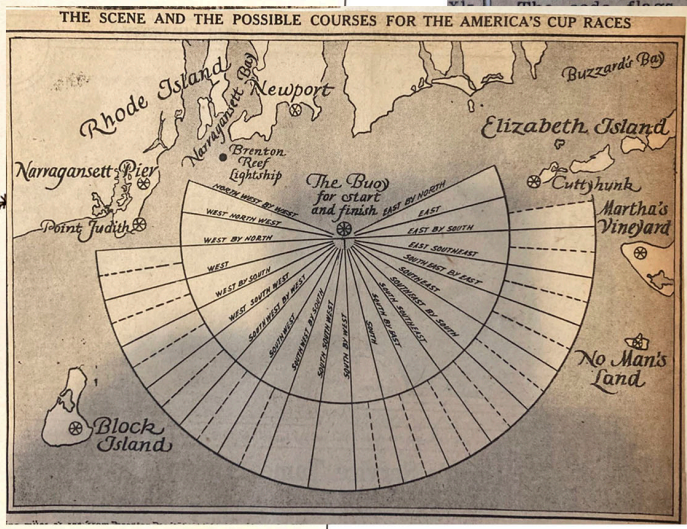 The code flags
THE SCENE AND THE POSSIBLE COURSES FOR THE AMERICA'S CUP RACES
Buzzard's Bay
Rhode Island
Narragansett Bay
Newport
Elizabeth Island
Brenton
Reef
Lightship
Narragansett Pier
The Buoy
for start
and finish
Cuttyhunk
Martha's
Vineyard
Point Judith
NORTH WEST BY WEST
WEST NORTH WEST
WEST BY NORTH
WEST
WEST BY SOUTH
WEST SOUTH WEST
SOUTHWEST BY WEST
SOUTHWEST
SOUTHWEST BY SOUTH
SOUTH SOUTH WEST
SOUTH BY WEST
SOUTH
SOUTH BY EAST
SOUTH SOUTHEAST
SOUTHEAST BY SOUTH
SOUTHEAST
SOUTH EAST BY EAST
EAST SOUTHEAST
EAST BY SOUTH
EAST
EAST BY NORTH
No Man's
Land
Block
Island